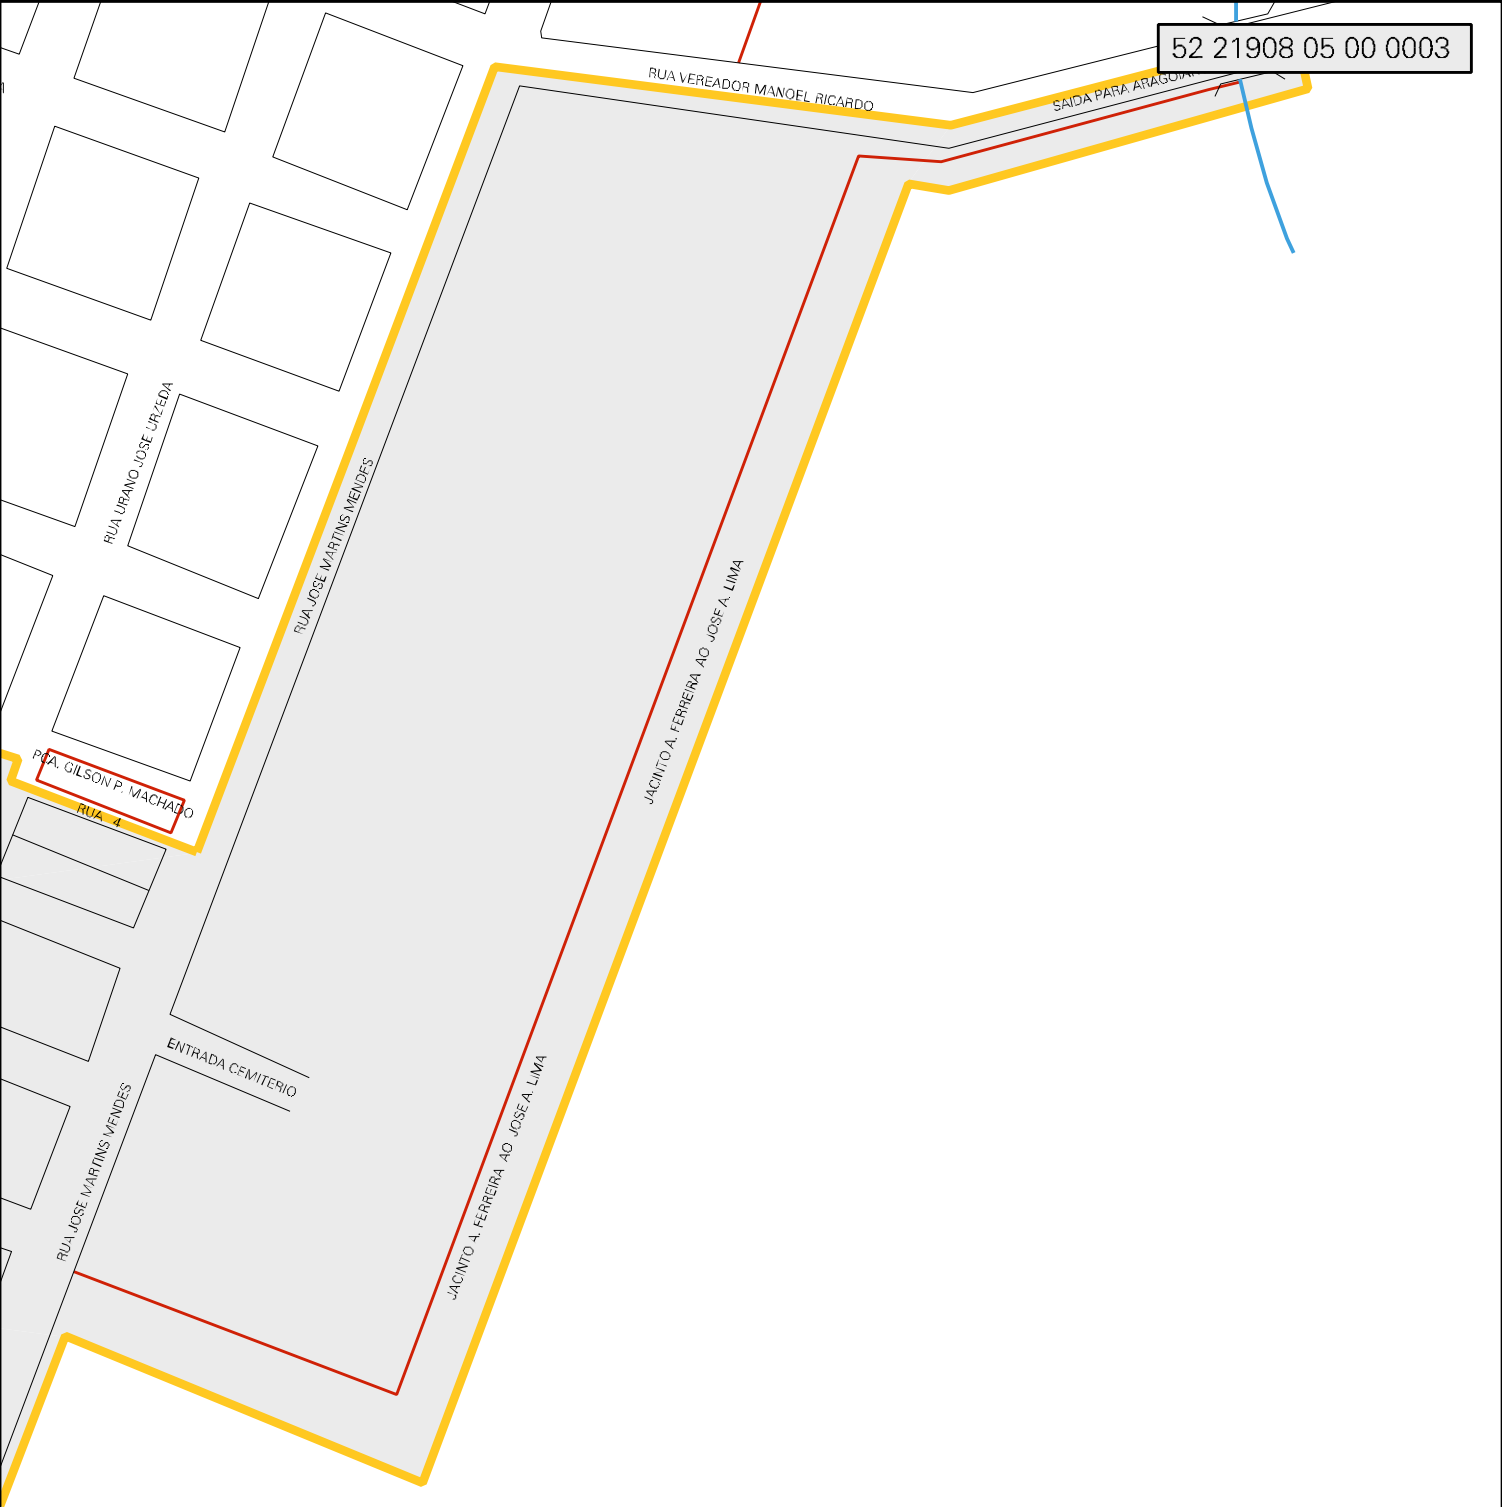 52 21908 05 00 0003
RUA VEREADOR MANOEL RICARDO
SAIDA PARA
RUA URANO JOSE URZEDA
RUA JOSE MARTINS MENDES
JACINTO A. FERREIRA AO JOSE A. LIMA
PCA. GILSON P. MACHADO
RUA 4
ENTRADA CEMITERIO
RUA JOSE MARTINS MENDES
JACINTO A. FERREIRA AO JOSE A. LIMA